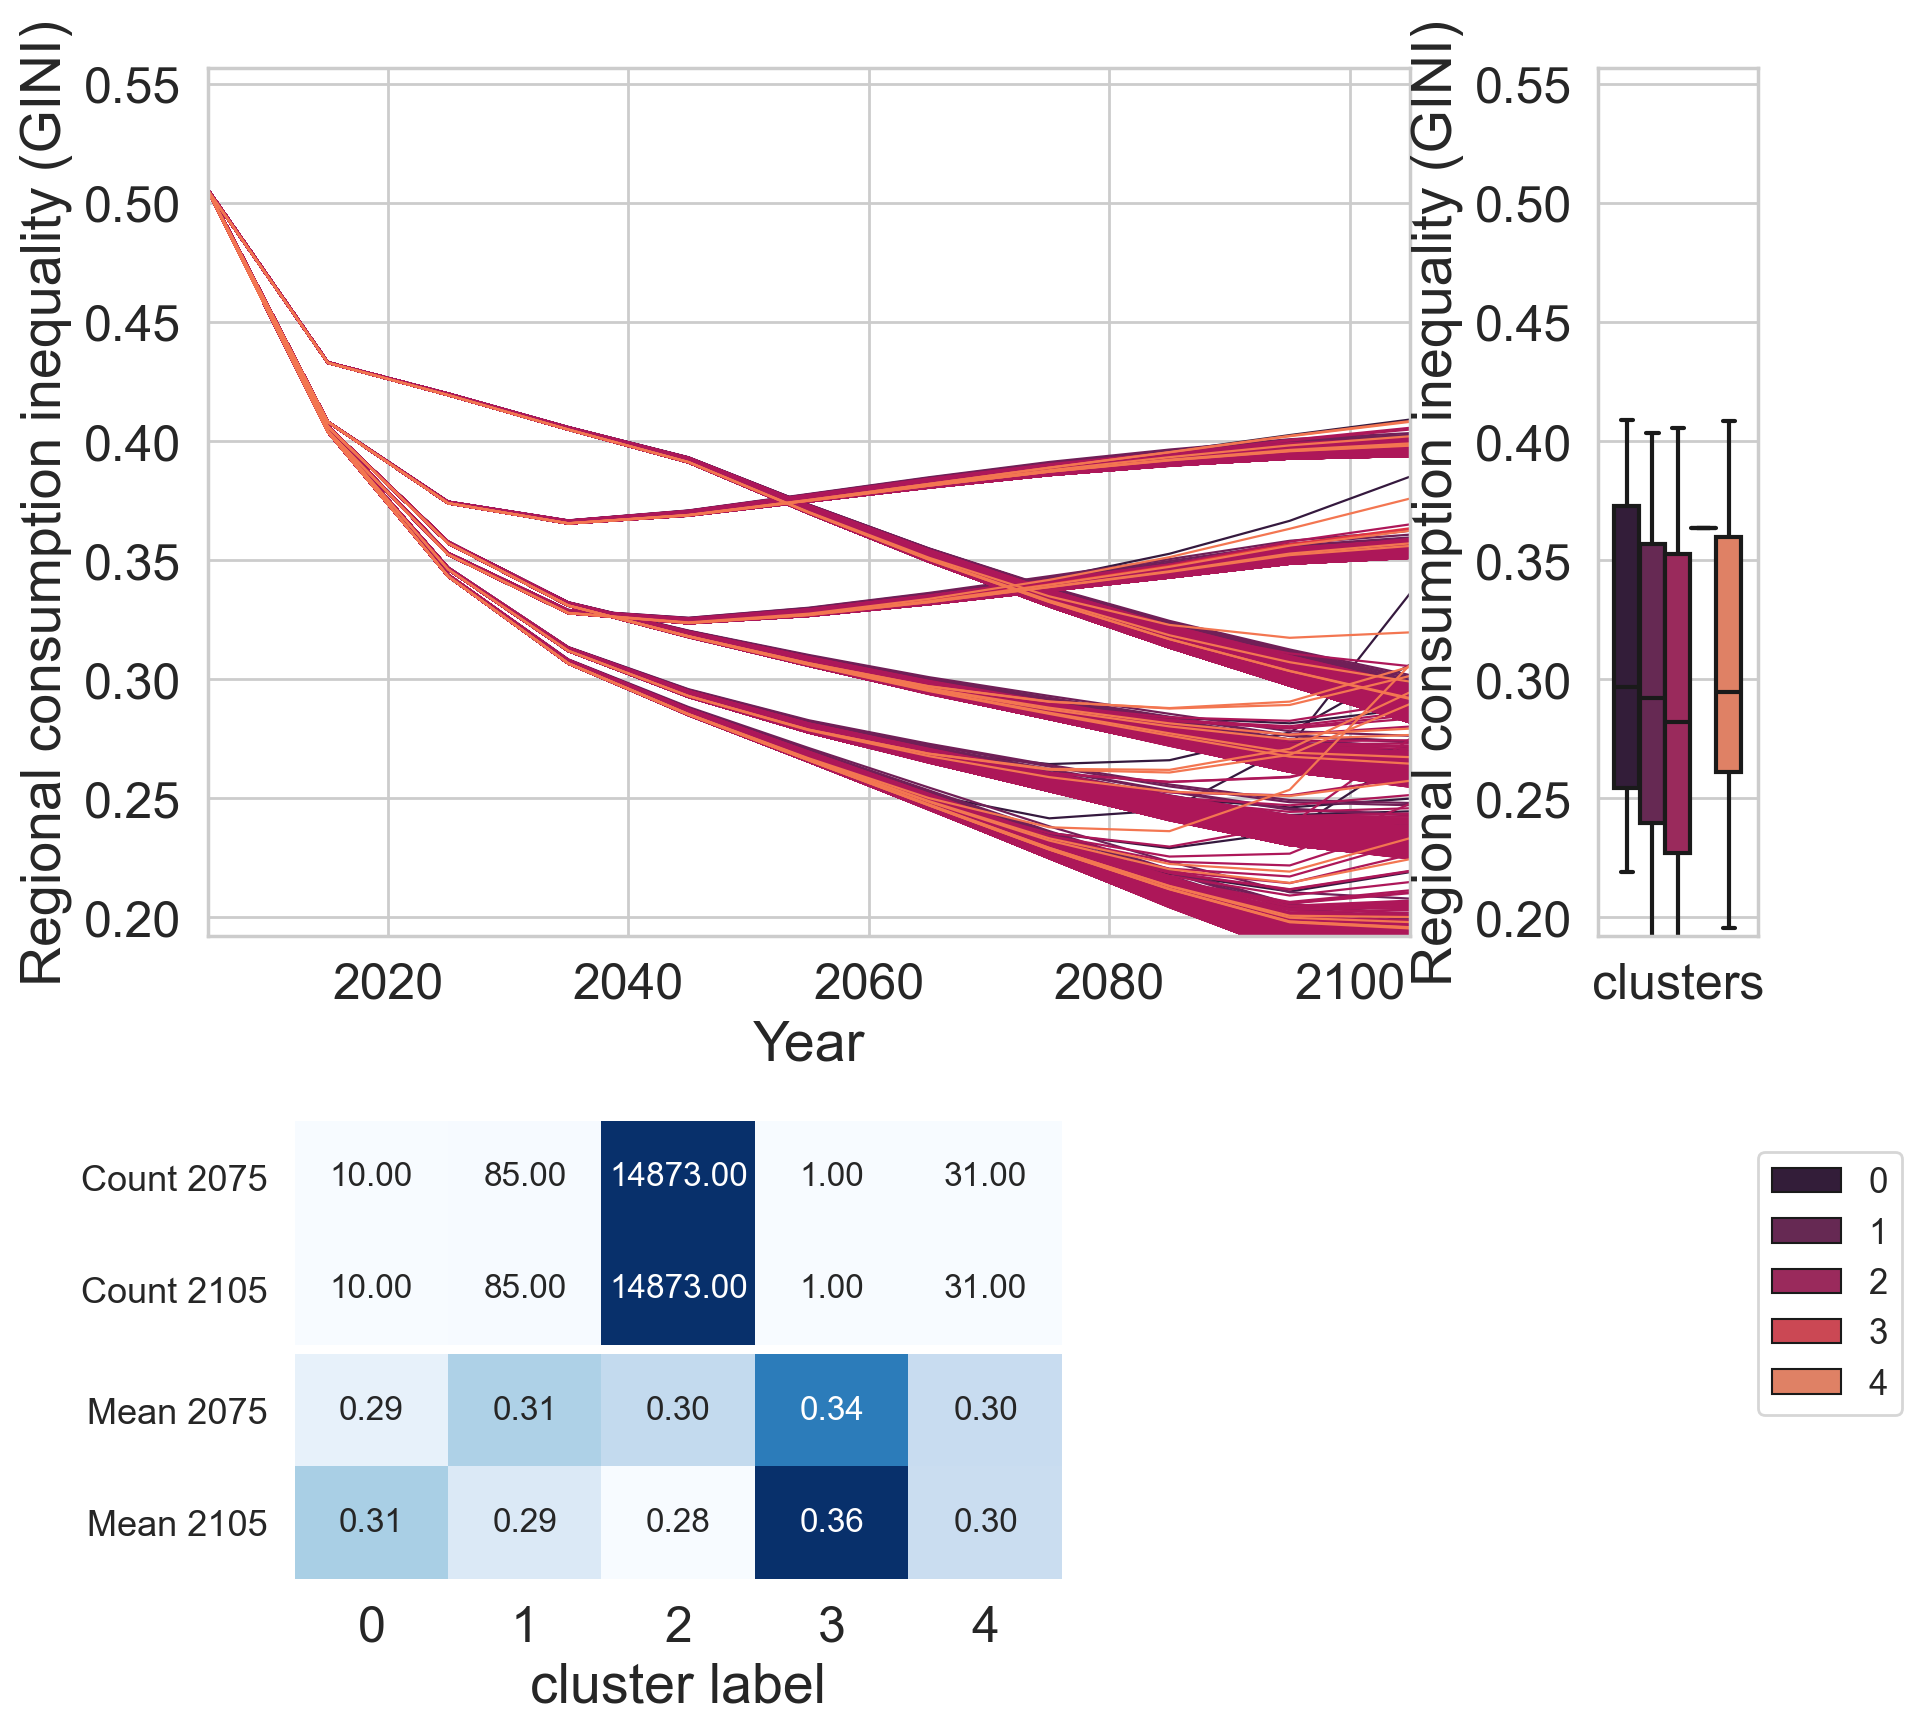 Regional consumption inequality (GINI)
0.55
0.50
0.45
0.40
0.35
0.30
0.25
0.20
2020 2040 2060 2080 2100
Year
Regional consumption inequality (GINI)
0.55
0.50
0.45
0.40
0.35
0.30
0.25
0.20
clusters
Count 2075 10.00 85.00 14873.00 1.00 31.00
Count 2105 10.00 85.00 14873.00 1.00 31.00
Mean 2075 0.29 0.31 0.30 0.34 0.30
Mean 2105 0.31 0.29 0.28 0.36 0.30
0 1 2 3 4
cluster label
0
1
2
3
4